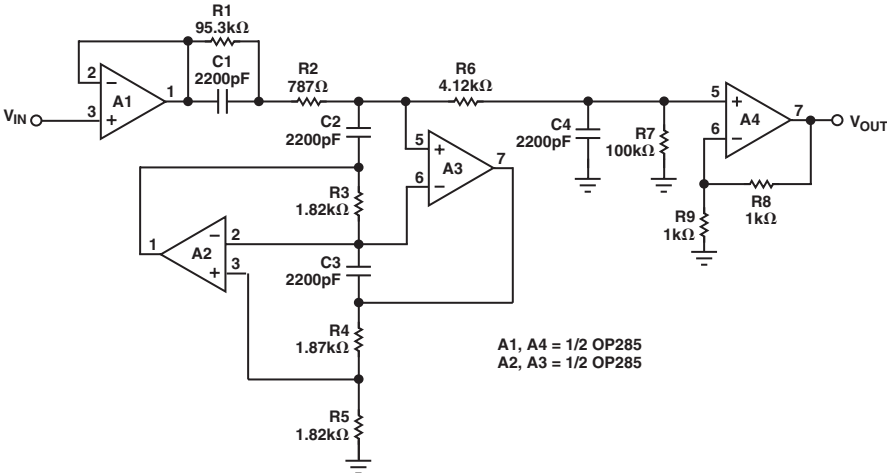 R1
95.3kΩ
C1
2200pF
2
−
1
A1
3
+
VIN
R2
787Ω
R6
4.12kΩ
C2
2200pF
5
+
A3
7
6
−
C4
2200pF
R7
100kΩ
5
+
A4
7
6
−
VOUT
R8
1kΩ
R9
1kΩ
R3
1.82kΩ
1
A2
−
2
+
3
C3
2200pF
R4
1.87kΩ
R5
1.82kΩ
A1, A4 = 1/2 OP285
A2, A3 = 1/2 OP285